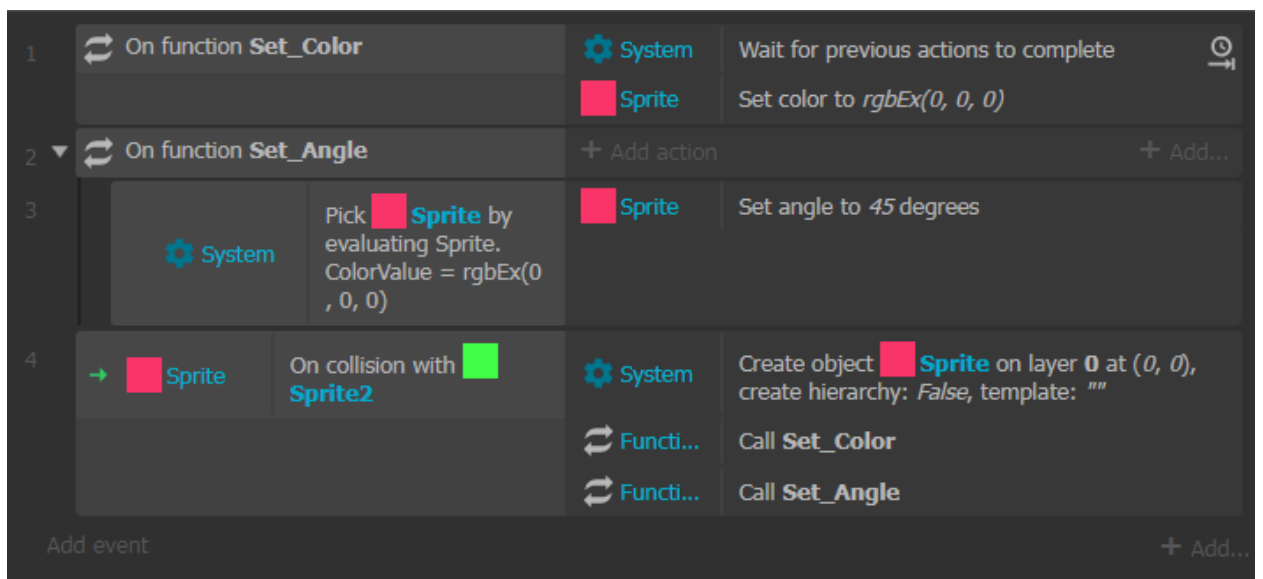 1
On function Set_Color
System
Wait for previous actions to complete
Sprite
Set color to rgbEx(0, 0, 0)
2
On function Set_Angle
+ Add action
+ Add...
3
System
Pick Sprite by
evaluating Sprite.
ColorValue = rgbEx(0
, 0, 0)
Sprite
Set angle to 45 degrees
4
Sprite
On collision with
Sprite2
System
Create object Sprite on layer 0 at (0, 0),
create hierarchy: False, template: ""
Functi...
Call Set_Color
Functi...
Call Set_Angle
Add event
+ Add...